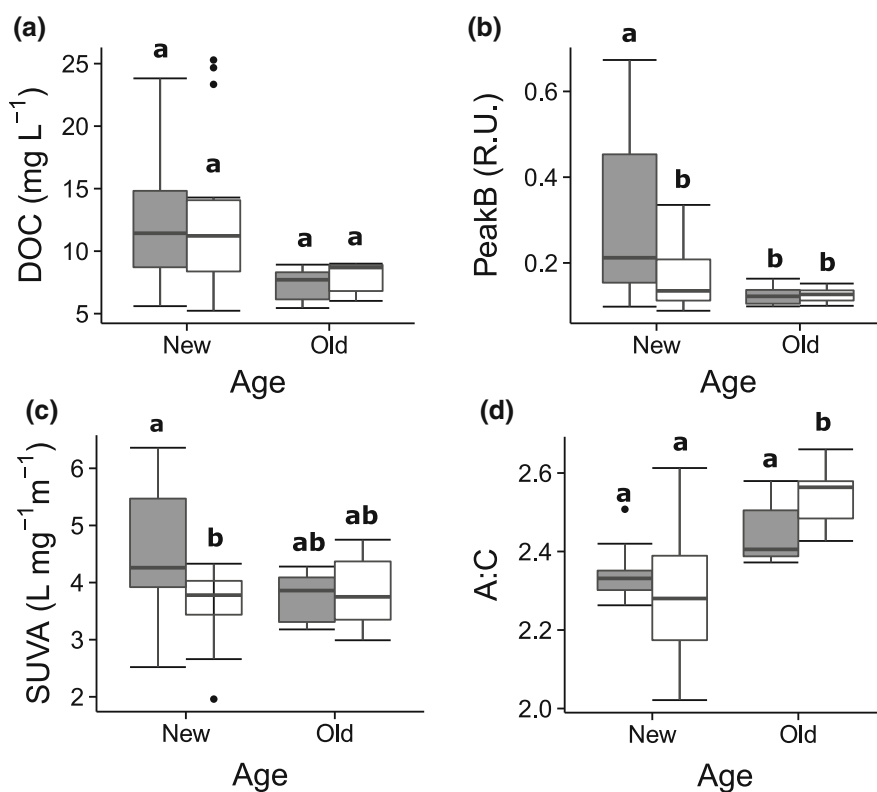 (a)
DOC (mg L⁻¹)
25
20
15
10
5
a
a
a
a
New
Old
Age
(b)
PeakB (R.U.)
0.6
0.4
0.2
a
b
b
b
New
Old
Age
(c)
SUVA (L mg⁻¹m⁻¹)
6
5
4
3
2
a
b
ab
ab
New
Old
Age
(d)
A:C
2.6
2.4
2.2
2.0
a
a
a
b
New
Old
Age